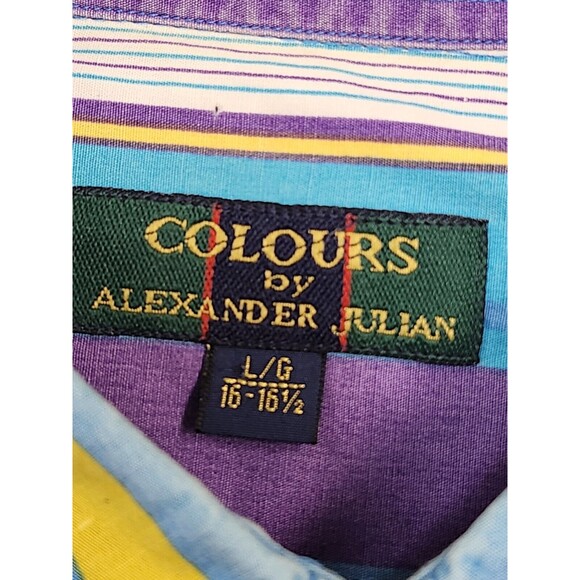 COLOURS
by
ALEXANDER JULIAN
L/G
16-16½